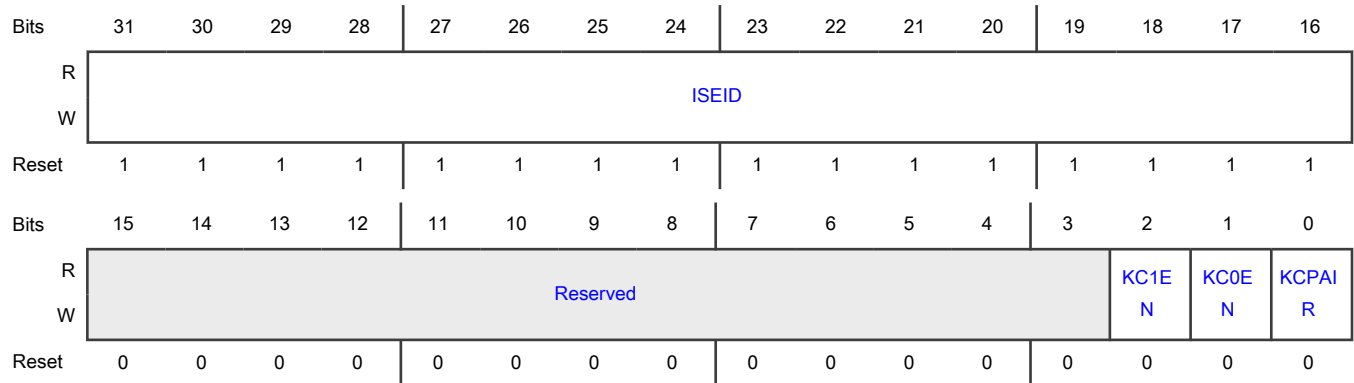 Bits 31 30 29 28 27 26 25 24 23 22 21 20 19 18 17 16
R
ISEID
W
Reset 1 1 1 1 1 1 1 1 1 1 1 1 1 1 1 1
Bits 15 14 13 12 11 10 9 8 7 6 5 4 3 2 1 0
R
Reserved KC1E KC0E KCPAI
N N R
W
Reset 0 0 0 0 0 0 0 0 0 0 0 0 0 0 0 0